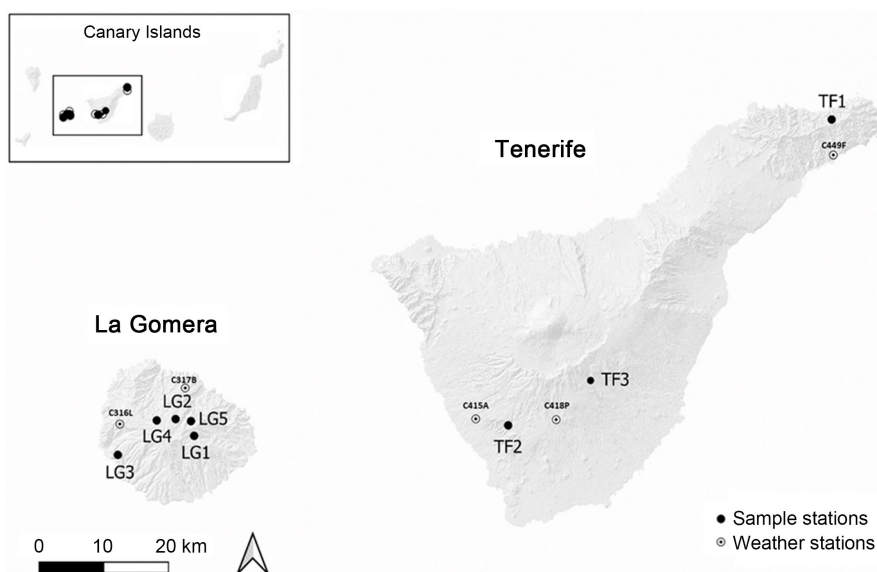 Canary Islands
TF1
C449F
Tenerife
La Gomera
C317B
C316L
LG2
LG5
LG4
LG1
LG3
TF3
C415A
C418P
TF2
0 10 20 km
Sample stations
Weather stations